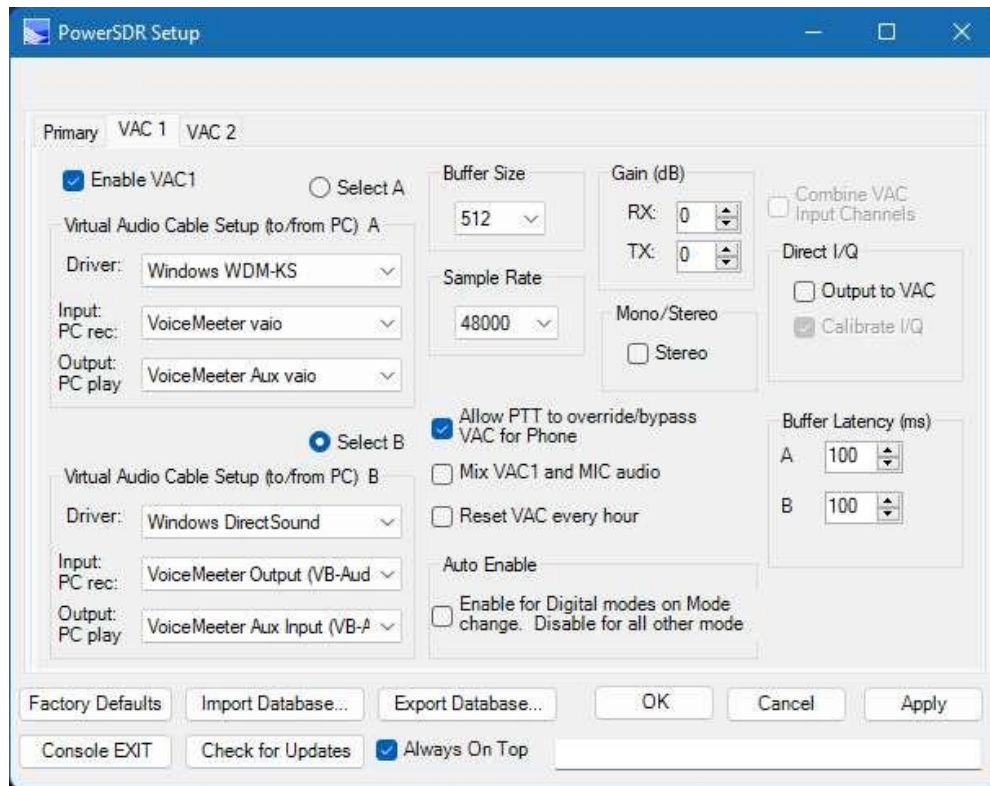 PowerSDR Setup
Primary VAC 1 VAC 2
Enable VAC1
Select A
Virtual Audio Cable Setup (to/from PC) A
Driver: Windows WDM-KS
Input:
PC rec: VoiceMeeter vaio
Output:
PC play VoiceMeeter Aux vaio
Select B
Virtual Audio Cable Setup (to/from PC) B
Driver: Windows DirectSound
Input:
PC rec: VoiceMeeter Output (VB-Aud
Output:
PC play VoiceMeeter Aux Input (VB-A
Buffer Size
512
Sample Rate
48000
Gain (dB)
RX: 0
TX: 0
Mono/Stereo
Stereo
Combine VAC
Input Channels
Direct I/Q
Output to VAC
Calibrate I/Q
Allow PTT to override/bypass
VAC for Phone
Mix VAC1 and MIC audio
Reset VAC every hour
Auto Enable
Enable for Digital modes on Mode
change. Disable for all other mode
Buffer Latency (ms)
A 100
B 100
Factory Defaults Import Database... Export Database... OK Cancel Apply
Console EXIT Check for Updates Always On Top